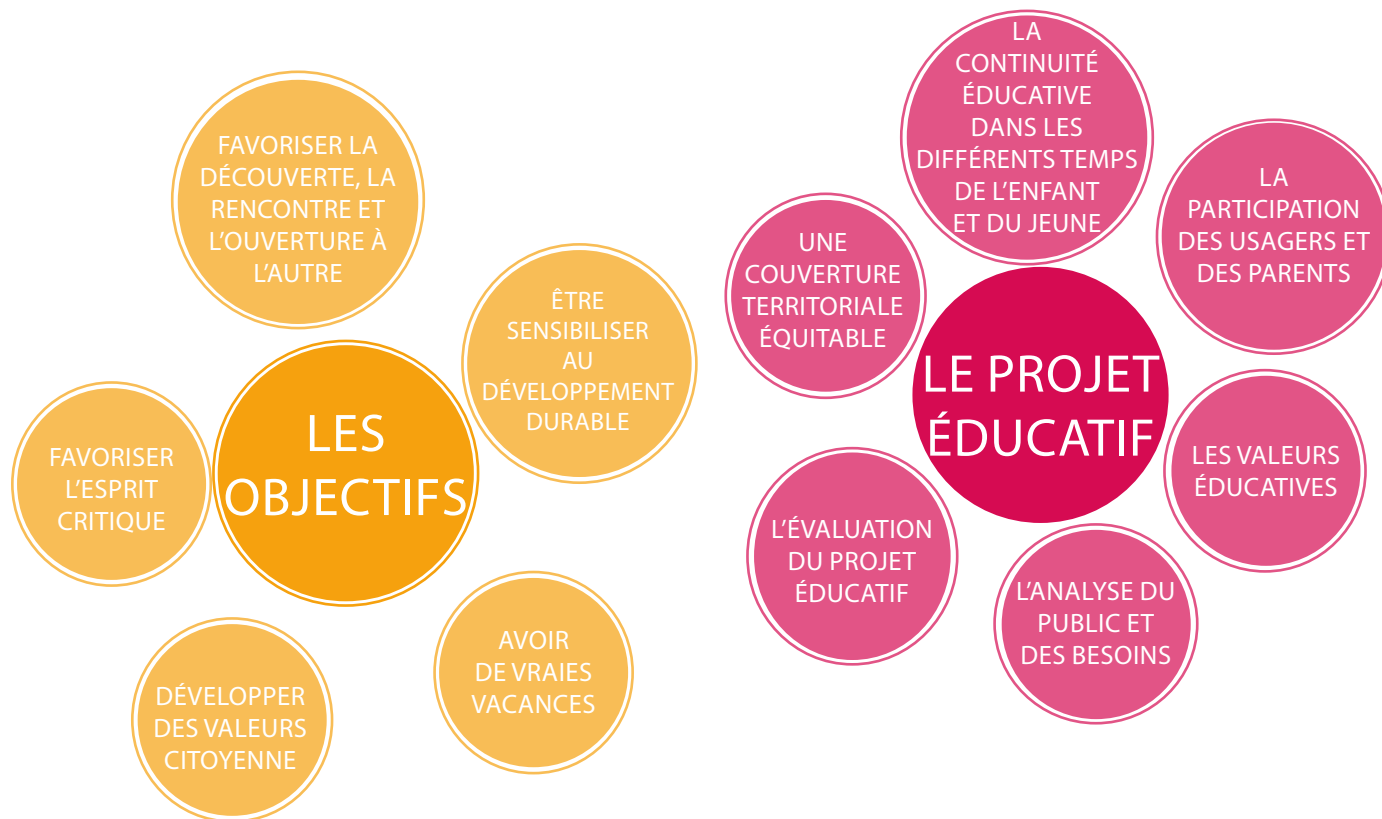 FAVORISER LA
DÉCOUVERTE, LA
RENCONTRE ET
L'OUVERTURE À
L'AUTRE
ÊTRE
SENSIBILISER
AU
DÉVELOPPEMENT
DURABLE
LES
OBJECTIFS
FAVORISER
L'ESPRIT
CRITIQUE
AVOIR
DE VRAIES
VACANCES
DÉVELOPPER
DES VALEURS
CITOYENNE
LA
CONTINUITÉ
ÉDUCATIVE
DANS LES
DIFFÉRENTS TEMPS
DE L'ENFANT
ET DU JEUNE
LA
PARTICIPATION
DES USAGERS ET
DES PARENTS
UNE
COUVERTURE
TERRITORIALE
ÉQUITABLE
LE PROJET
ÉDUCATIF
LES VALEURS
ÉDUCATIVES
L'ÉVALUATION
DU PROJET
ÉDUCATIF
L'ANALYSE DU
PUBLIC ET
DES BESOINS